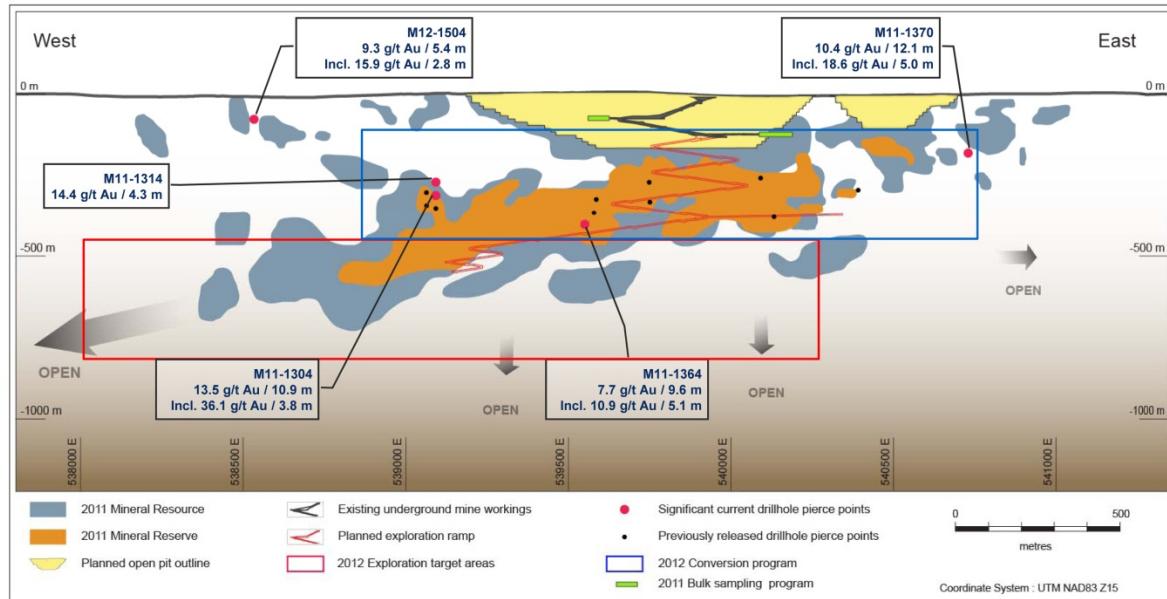 West
East
M12-1504
9.3 g/t Au / 5.4 m
Incl. 15.9 g/t Au / 2.8 m
M11-1370
10.4 g/t Au / 12.1 m
Incl. 18.6 g/t Au / 5.0 m
0 m
0 m
M11-1314
14.4 g/t Au / 4.3 m
-500 m
-500 m
OPEN
OPEN
M11-1304
13.5 g/t Au / 10.9 m
Incl. 36.1 g/t Au / 3.8 m
OPEN
M11-1364
7.7 g/t Au / 9.6 m
Incl. 10.9 g/t Au / 5.1 m
OPEN
-1000 m
-1000 m
538000 E
538500 E
539000 E
539500 E
540000 E
540500 E
541000 E
2011 Mineral Resource
2011 Mineral Reserve
Planned open pit outline
Existing underground mine workings
Planned exploration ramp
2012 Exploration target areas
Significant current drillhole pierce points
Previously released drillhole pierce points
2012 Conversion program
2011 Bulk sampling program
0
500
metres
Coordinate System : UTM NAD83 Z15